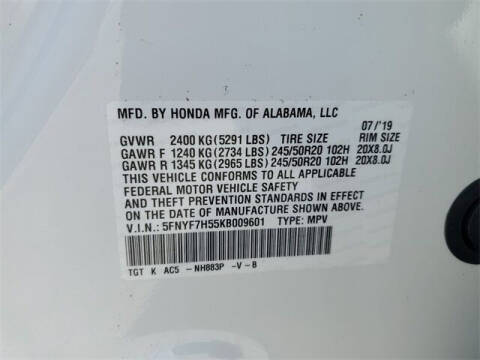 MFD. BY HONDA MFG. OF ALABAMA, LLC
07/'19
GVWR 2400 KG(5291 LBS) TIRE SIZE RIM SIZE
GAWR F 1240 KG(2734 LBS)245/50R20 102H 20X8.0J
GAWR R 1345 KG(2965 LBS)245/50R20 102H 20X8.0J
THIS VEHICLE CONFORMS TO ALL APPLICABLE
FEDERAL MOTOR VEHICLE SAFETY
AND THEFT PREVENTION STANDARDS IN EFFECT
ON THE DATE OF MANUFACTURE SHOWN ABOVE.
V.I.N.: 5FNYF7H55KB009601 TYPE: MPV
TGT K AC5 - NH883P -V-B